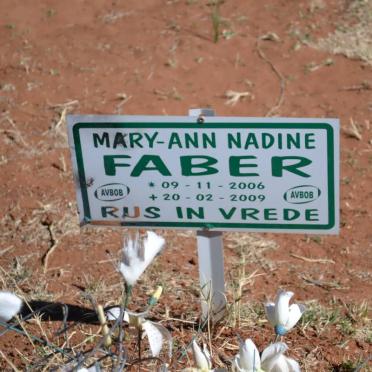 MARY-ANN NADINE
FABER
AVBOB * 09 - 11 - 2006 AVBOB
+ 20 - 02 - 2009
RUS IN VREDE